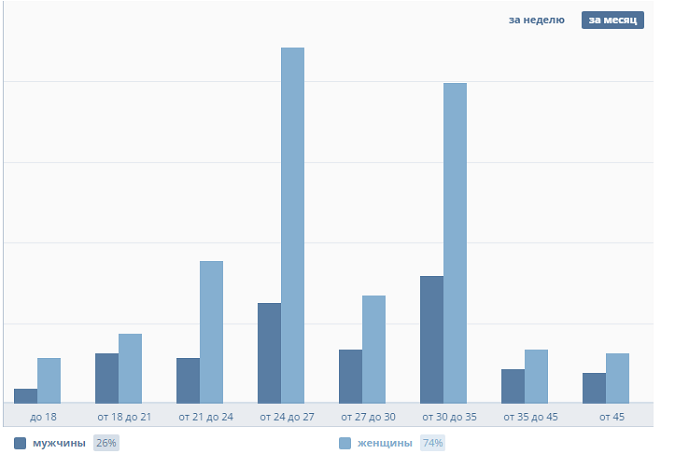 за неделю за месяц
до 18 от 18 до 21 от 21 до 24 от 24 до 27 от 27 до 30 от 30 до 35 от 35 до 45 от 45
мужчины 26% женщины 74%